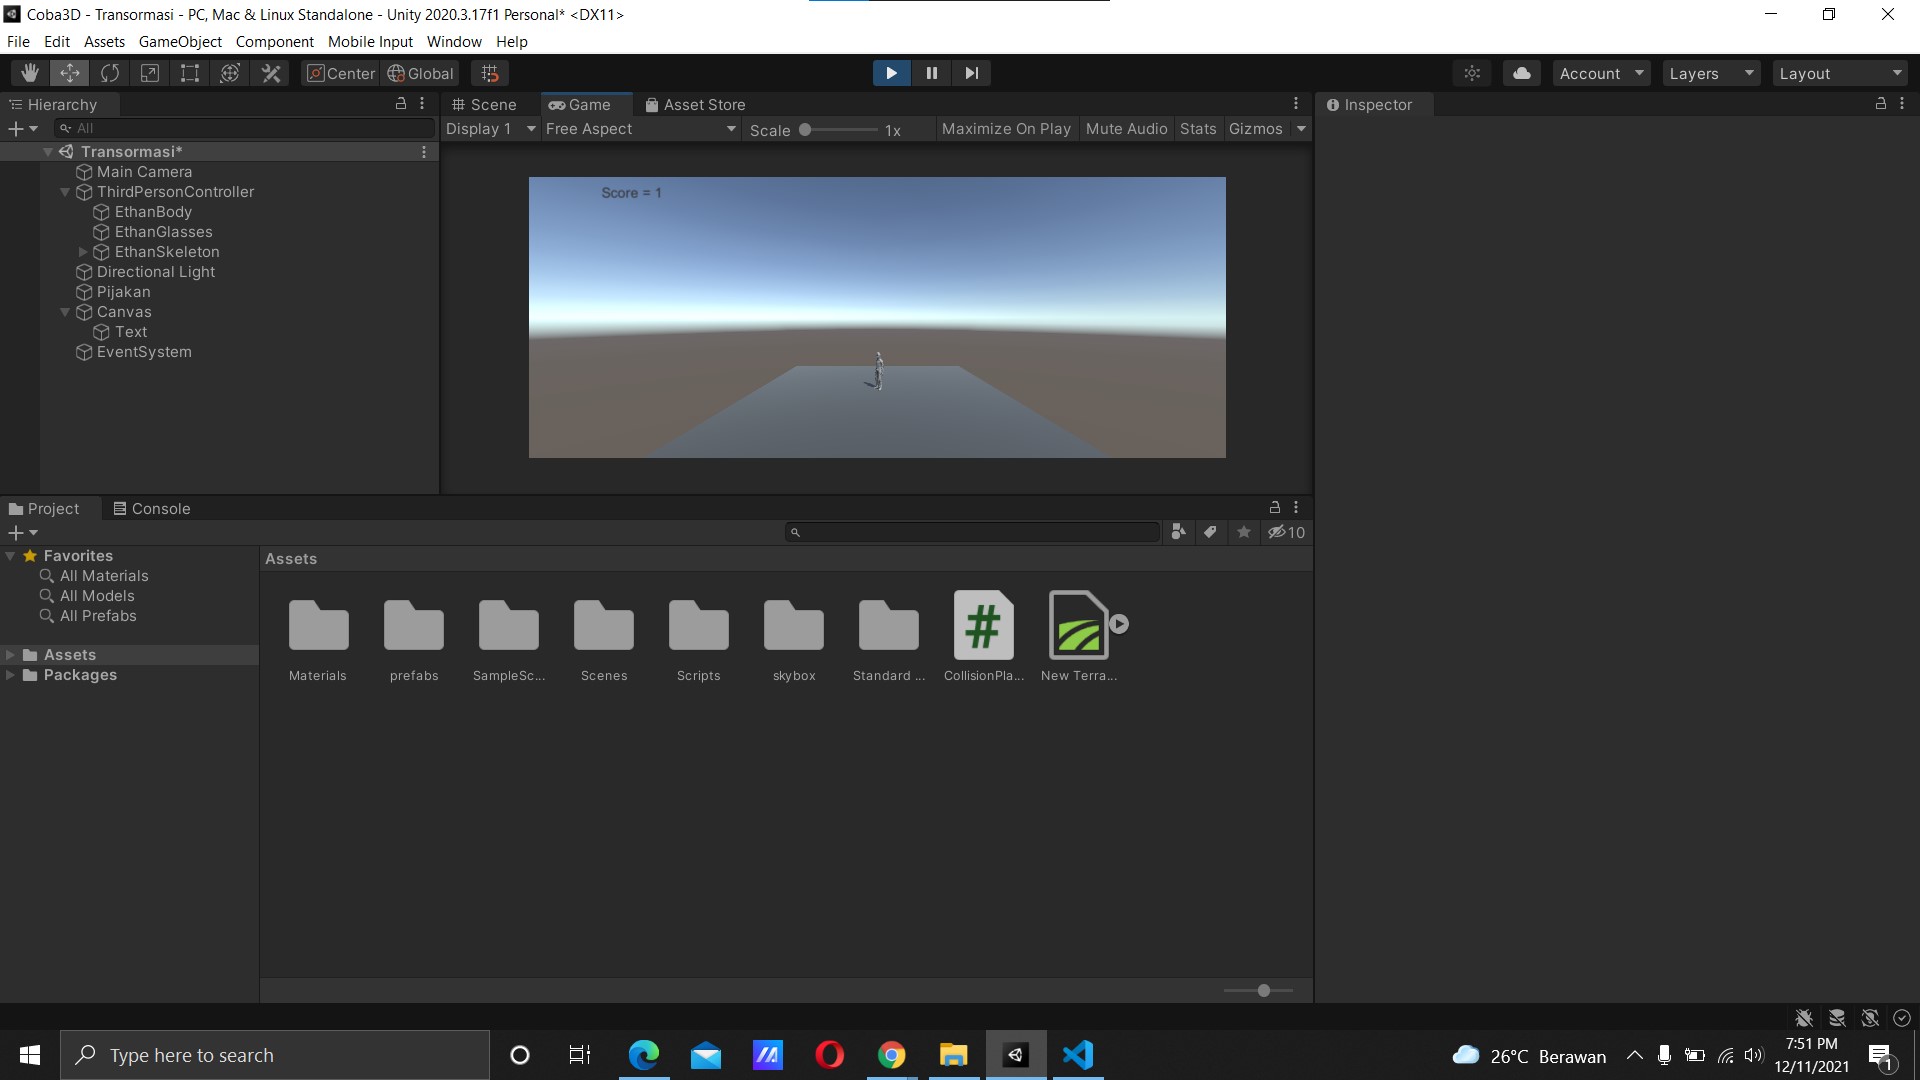 Coba3D - Transormasi - PC, Mac & Linux Standalone - Unity 2020.3.17f1 Personal* <DX11>
File Edit Assets GameObject Component Mobile Input Window Help
Center Global
Account Layers Layout
Hierarchy
All
Transormasi*
Main Camera
ThirdPersonController
EthanBody
EthanGlasses
EthanSkeleton
Directional Light
Pijakan
Canvas
Text
EventSystem
Scene Game Asset Store
Display 1 Free Aspect Scale 1x Maximize On Play Mute Audio Stats Gizmos
Score = 1
Inspector
Project Console
10
Favorites
All Materials
All Models
All Prefabs
Assets
Packages
Assets
Materials prefabs SampleSc... Scenes Scripts skybox Standard ... CollisionPla... New Terra...
Type here to search
26°C Berawan
7:51 PM
12/11/2021
1